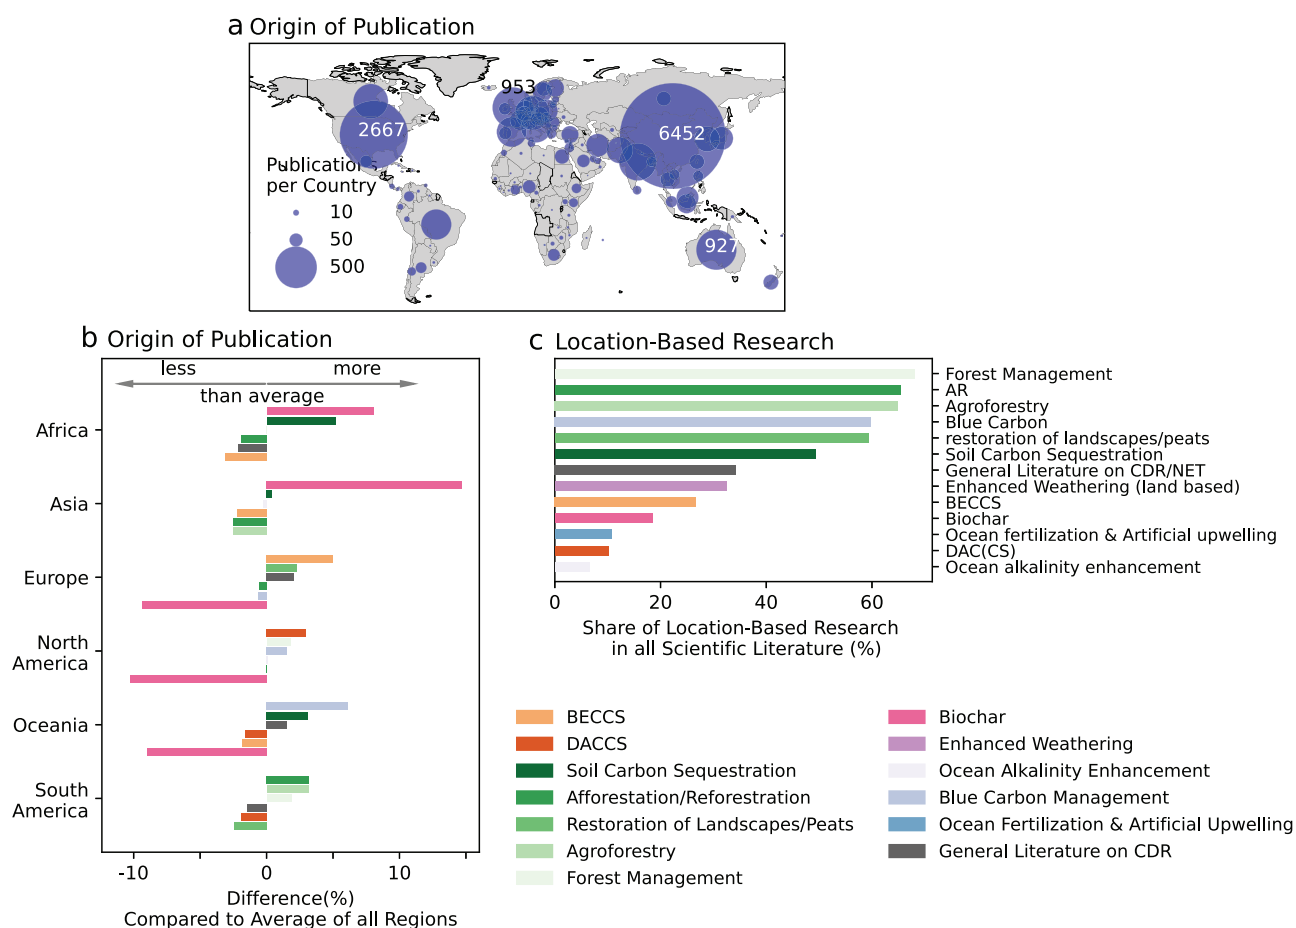 a Origin of Publication
953
2667
6452
Publications
per Country
10
50
500
927
b Origin of Publication
less
more
than average
Africa
Asia
Europe
North
America
Oceania
South
America
-10
0
10
Difference(%)
Compared to Average of all Regions
c Location-Based Research
Forest Management
AR
Agroforestry
Blue Carbon
restoration of landscapes/peats
Soil Carbon Sequestration
General Literature on CDR/NET
Enhanced Weathering (land based)
BECCS
Biochar
Ocean fertilization & Artificial upwelling
DAC(CS)
Ocean alkalinity enhancement
0
20
40
60
Share of Location-Based Research
in all Scientific Literature (%)
BECCS
DACCS
Soil Carbon Sequestration
Afforestation/Reforestration
Restoration of Landscapes/Peats
Agroforestry
Forest Management
Biochar
Enhanced Weathering
Ocean Alkalinity Enhancement
Blue Carbon Management
Ocean Fertilization & Artificial Upwelling
General Literature on CDR